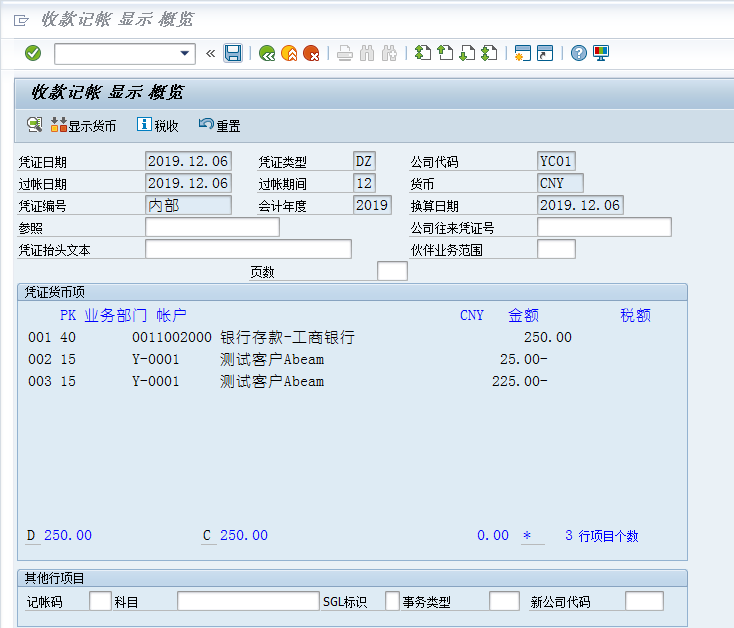 收款记帐 显示 概览
«
收款记帐 显示 概览
显示货币 税收 重置
凭证日期 2019.12.06 凭证类型 DZ 公司代码 YC01
过帐日期 2019.12.06 过帐期间 12 货币 CNY
凭证编号 内部 会计年度 2019 换算日期 2019.12.06
参照 公司往来凭证号
凭证抬头文本 伙伴业务范围
页数
凭证货币项
PK 业务部门 帐户 CNY 金额 税额
001 40 0011002000 银行存款-工商银行 250.00
002 15 Y-0001 测试客户Abeam 25.00-
003 15 Y-0001 测试客户Abeam 225.00-
D 250.00 C 250.00 0.00 * 3 行项目个数
其他行项目
记帐码 科目 SGL标识 事务类型 新公司代码